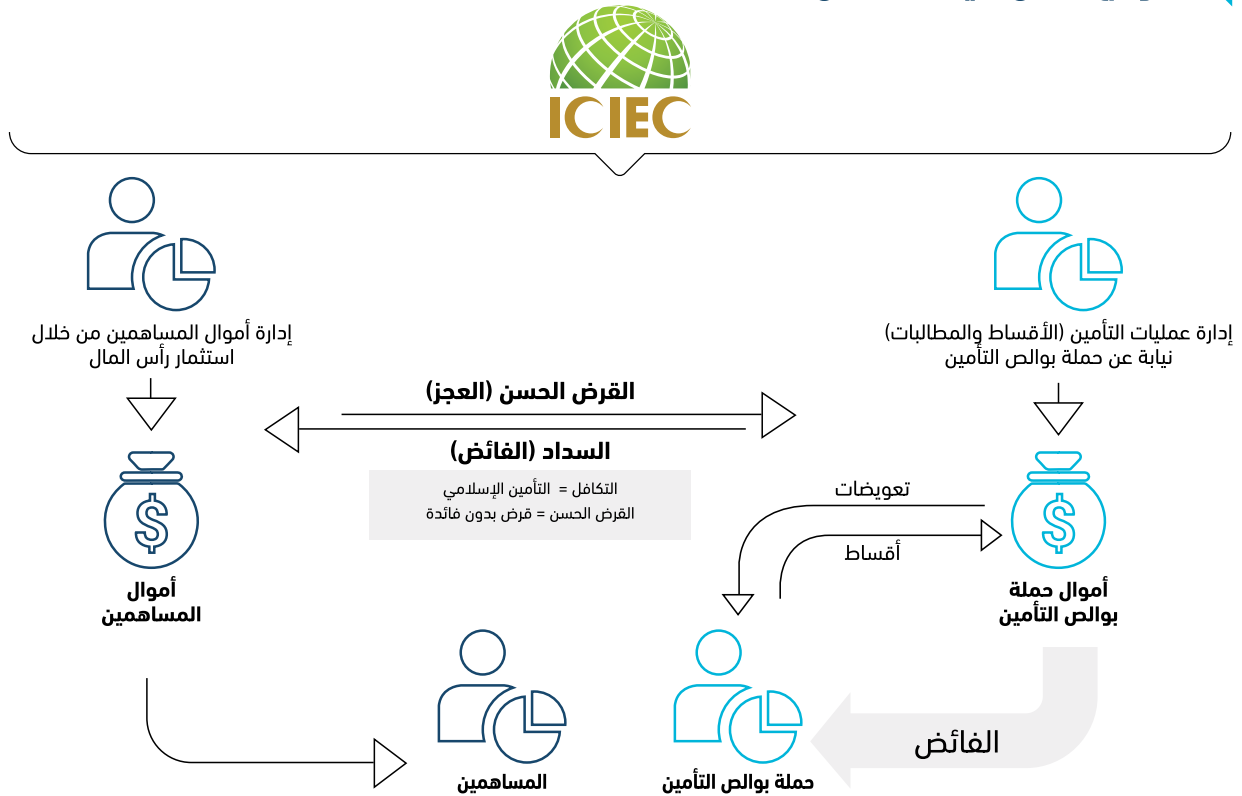 ICIEC
إدارة عمليات التأمين (الأقساط والمطالبات)
نيابة عن حملة بوالص التأمين
إدارة أموال المساهمين من خلال
استثمار رأس المال
القرض الحسن (العجز)
السداد (الفائض)
التكافل = التأمين الإسلامي
القرض الحسن = قرض بدون فائدة
$
$
تعويضات
أقساط
أموال حملة
بوالص التأمين
أموال
المساهمين
الفائض
حملة بوالص التأمين
المساهمين